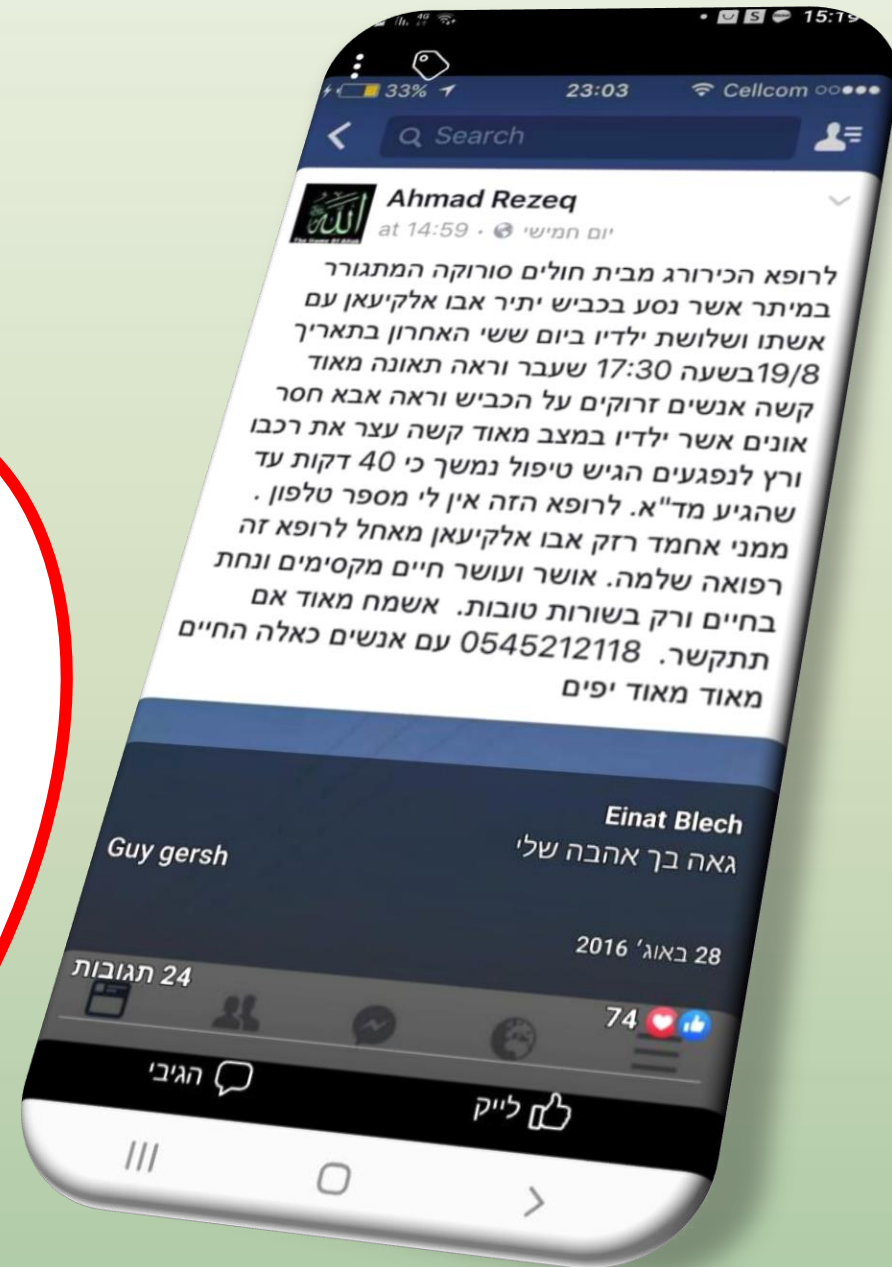 4G
15:19
33%
23:03
Cellcom
Search
Ahmad Rezeq
יום חמישי at 14:59
לרופא הכירורג מבית חולים סורוקה המתגורר
במיתר אשר נסע בכביש יתיר אבו אלקיעאן עם
אשתו ושלושת ילדיו ביום ששי האחרון בתאריך
19/8בשעה 17:30 שעבר וראה תאונה מאוד
קשה אנשים זרוקים על הכביש וראה אבא חסר
אונים אשר ילדיו במצב מאוד קשה עצר את רכבו
ורץ לנפגעים הגיש טיפול נמשך כי 40 דקות עד
שהגיע מד"א. לרופא הזה אין לי מספר טלפון .
ממני אחמד רזק אבו אלקיעאן מאחל לרופא זה
רפואה שלמה. אושר ועושר חיים מקסימים ונחת
בחיים ורק בשורות טובות. אשמח מאוד אם
תתקשר. 0545212118 עם אנשים כאלה החיים
מאוד מאוד יפים
Einat Blech
גאה בך אהבה שלי Guy gersh
28 באוג' 2016
74
24 תגובות
לייק
הגיבי